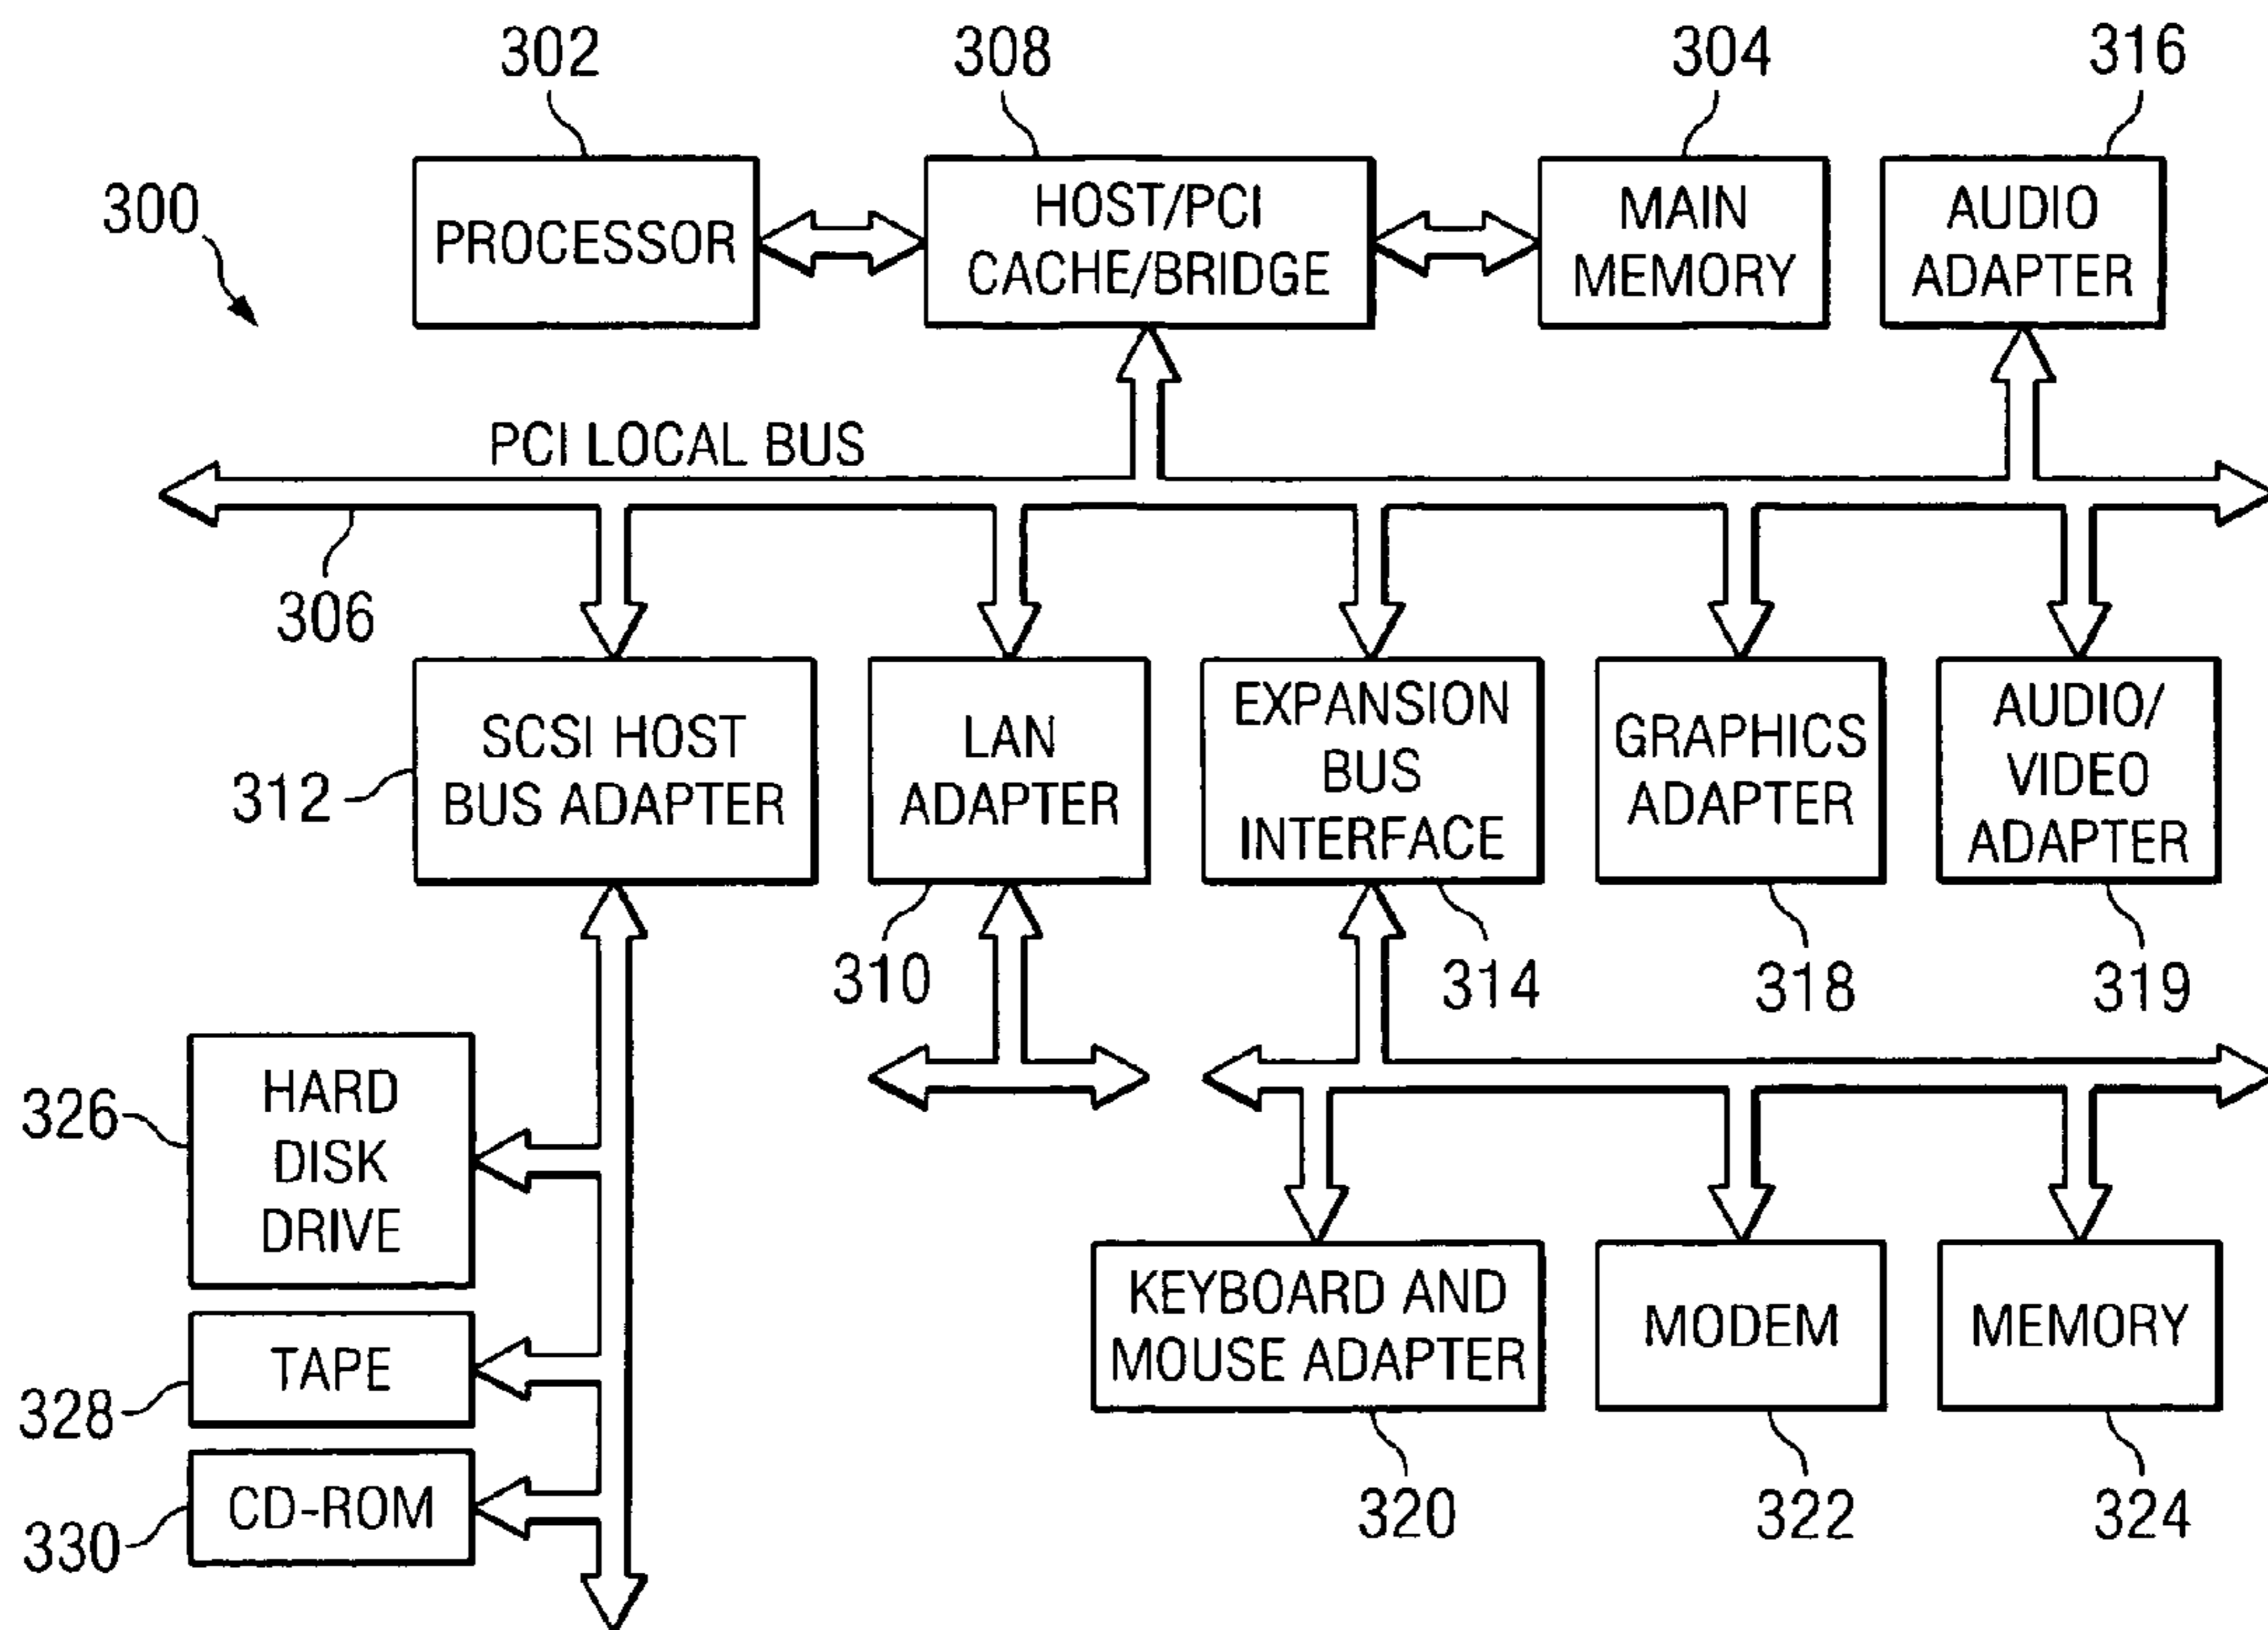 302
308
304
316
300
PROCESSOR
HOST/PCI
CACHE/BRIDGE
MAIN
MEMORY
AUDIO
ADAPTER
PCI LOCAL BUS
306
SCSI HOST
BUS ADAPTER
LAN
ADAPTER
EXPANSION
BUS
INTERFACE
GRAPHICS
ADAPTER
AUDIO/
VIDEO
ADAPTER
312
310
314
318
319
326
HARD
DISK
DRIVE
328
TAPE
330
CD-ROM
KEYBOARD AND
MOUSE ADAPTER
MODEM
MEMORY
320
322
324